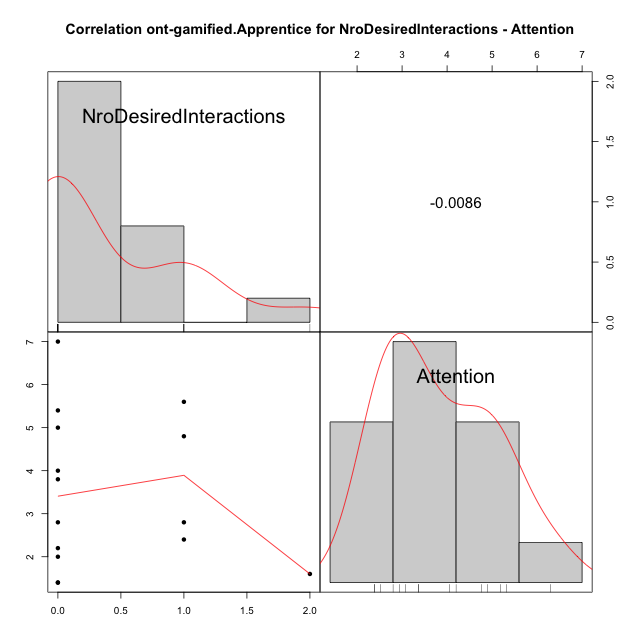 Correlation ont-gamified.Apprentice for NroDesiredInteractions - Attention
2 3 4 5 6 7
NroDesiredInteractions
-0.0086
0.0 0.5 1.0 1.5 2.0
Attention
2 3 4 5 6 7
0.0 0.5 1.0 1.5 2.0